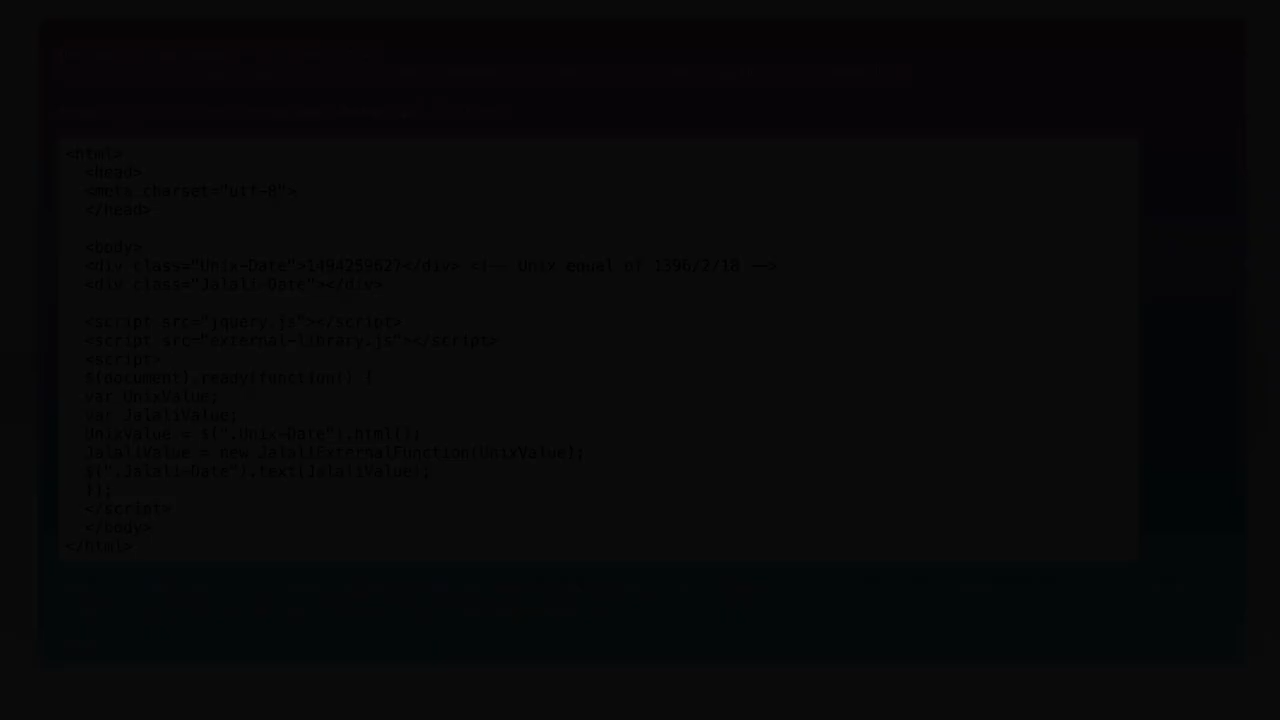 <html>
<head>
<meta charset="utf-8">
</head>
<body>
<div class="Unix-Date">1494259627</div> <!-- Unix equal of 1396/2/18 -->
<div class="Jalali-Date"></div>
<script src="jquery.js"></script>
<script src="external-library.js"></script>
<script>
$(document).ready(function() {
var UnixValue;
var JalaliValue;
UnixValue = $(".Unix-Date").html();
JalaliValue = new JalaliExternalFunction(UnixValue);
$(".Jalali-Date").text(JalaliValue);
});
</script>
</body>
</html>